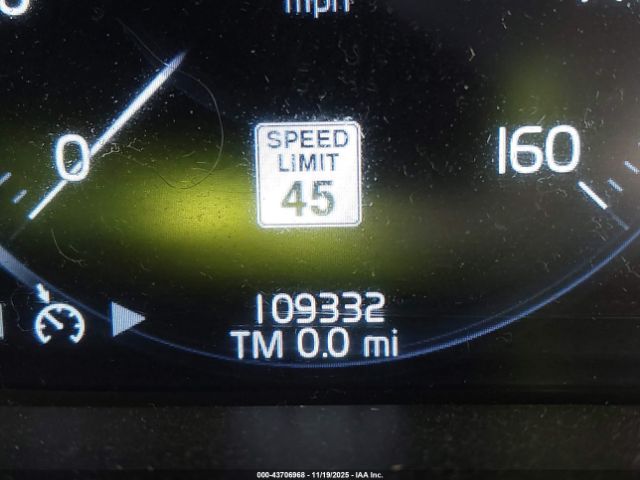 mph
0
SPEED
LIMIT
45
160
109332
TM 0.0 mi
000-43706968 - 11/19/2025 - IAA Inc.